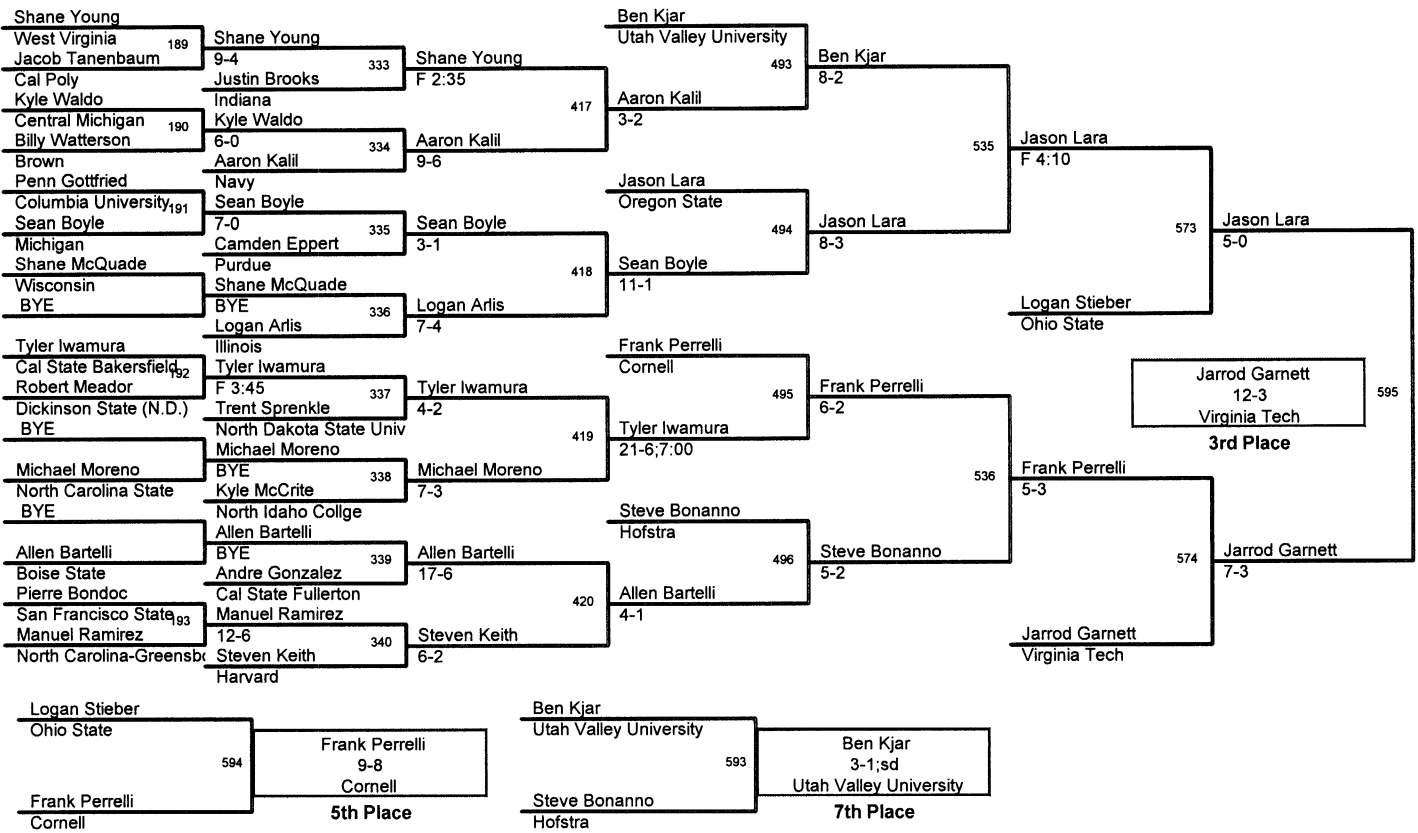 Shane Young
West Virginia
189
Jacob Tanenbaum
Cal Poly
Kyle Waldo
Central Michigan
190
Billy Watterson
Brown
Penn Gottfried
Columbia University
191
Sean Boyle
Michigan
Shane McQuade
Wisconsin
BYE
Tyler Iwamura
Cal State Bakersfield
192
Robert Meador
Dickinson State (N.D.)
BYE
Michael Moreno
North Carolina State
BYE
Allen Bartelli
Boise State
Pierre Bondoc
San Francisco State
193
Manuel Ramirez
North Carolina-Greensbo
Shane Young
9-4
333
Justin Brooks
Indiana
Kyle Waldo
6-0
334
Aaron Kalil
Navy
Sean Boyle
7-0
335
Camden Eppert
Purdue
Shane McQuade
BYE
336
Logan Arlis
Illinois
Tyler Iwamura
F 3:45
337
Trent Sprenkle
North Dakota State Univ
Michael Moreno
BYE
338
Kyle McCrite
North Idaho Collge
Allen Bartelli
BYE
339
Andre Gonzalez
Cal State Fullerton
Manuel Ramirez
12-6
340
Steven Keith
Harvard
Shane Young
F 2:35
417
Aaron Kalil
9-6
Sean Boyle
3-1
418
Logan Arlis
7-4
Tyler Iwamura
4-2
419
Michael Moreno
7-3
Allen Bartelli
17-6
420
Steven Keith
6-2
Ben Kjar
Utah Valley University
493
Aaron Kalil
3-2
Jason Lara
Oregon State
494
Sean Boyle
11-1
Frank Perrelli
Cornell
495
Tyler Iwamura
21-6;7:00
Steve Bonanno
Hofstra
496
Allen Bartelli
4-1
Ben Kjar
8-2
535
Jason Lara
8-3
Frank Perrelli
6-2
536
Steve Bonanno
5-2
Jason Lara
F 4:10
573
Logan Stieber
Ohio State
Frank Perrelli
5-3
574
Jarrod Garnett
Virginia Tech
Jason Lara
5-0
595
Jarrod Garnett
7-3
Jarrod Garnett
12-3
Virginia Tech
3rd Place
Logan Stieber
Ohio State
594
Frank Perrelli
Cornell
Frank Perrelli
9-8
Cornell
5th Place
Ben Kjar
Utah Valley University
593
Steve Bonanno
Hofstra
Ben Kjar
3-1;sd
Utah Valley University
7th Place